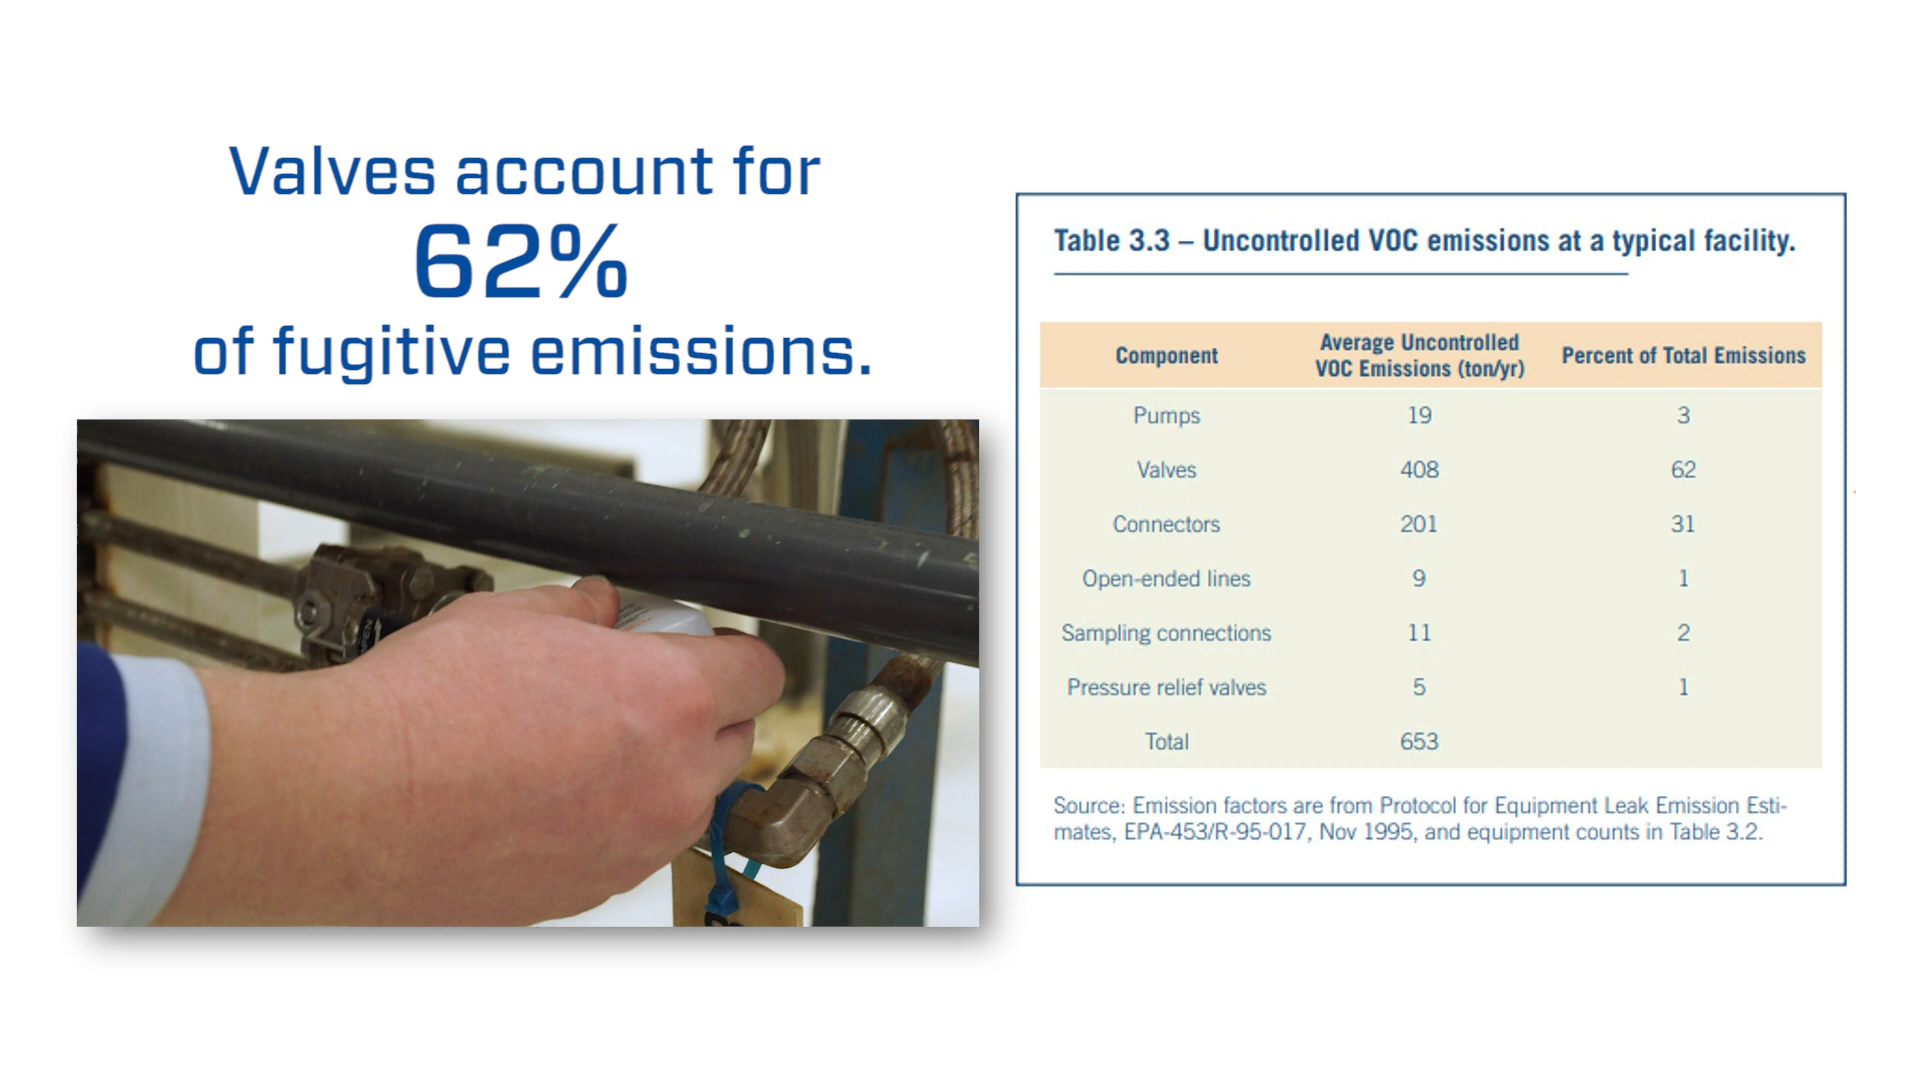 Valves account for
62%
of fugitive emissions.
Table 3.3 – Uncontrolled VOC emissions at a typical facility.
Component
Average Uncontrolled
VOC Emissions (ton/yr)
Percent of Total Emissions
Pumps 19 3
Valves 408 62
Connectors 201 31
Open-ended lines 9 1
Sampling connections 11 2
Pressure relief valves 5 1
Total 653
Source: Emission factors are from Protocol for Equipment Leak Emission Esti-
mates, EPA-453/R-95-017, Nov 1995, and equipment counts in Table 3.2.